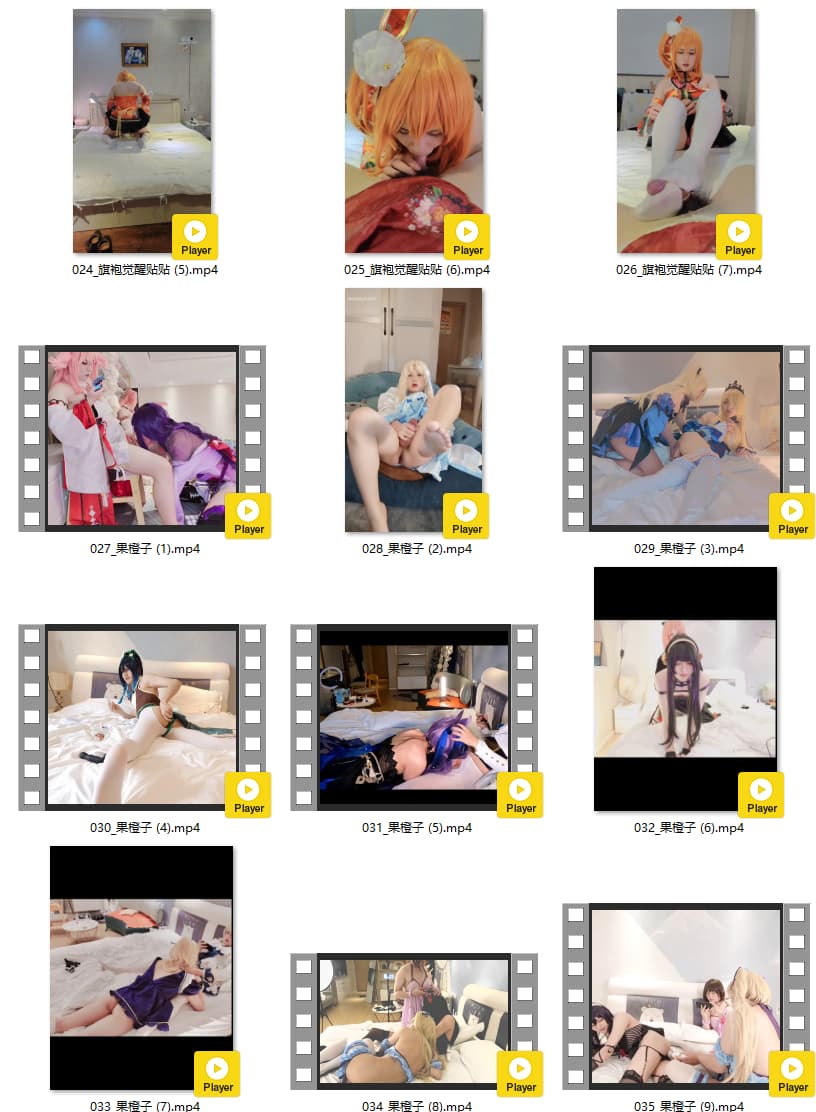 Player
Player
Player
024_旗袍觉醒贴贴 (5).mp4
025_旗袍觉醒贴贴 (6).mp4
026_旗袍觉醒贴贴 (7).mp4
Player
Player
Player
027_果橙子 (1).mp4
028_果橙子 (2).mp4
029_果橙子 (3).mp4
Player
Player
Player
030_果橙子 (4).mp4
031_果橙子 (5).mp4
032_果橙子 (6).mp4
Player
Player
Player
033_果橙子 (7).mp4
034_果橙子 (8).mp4
035_果橙子 (9).mp4